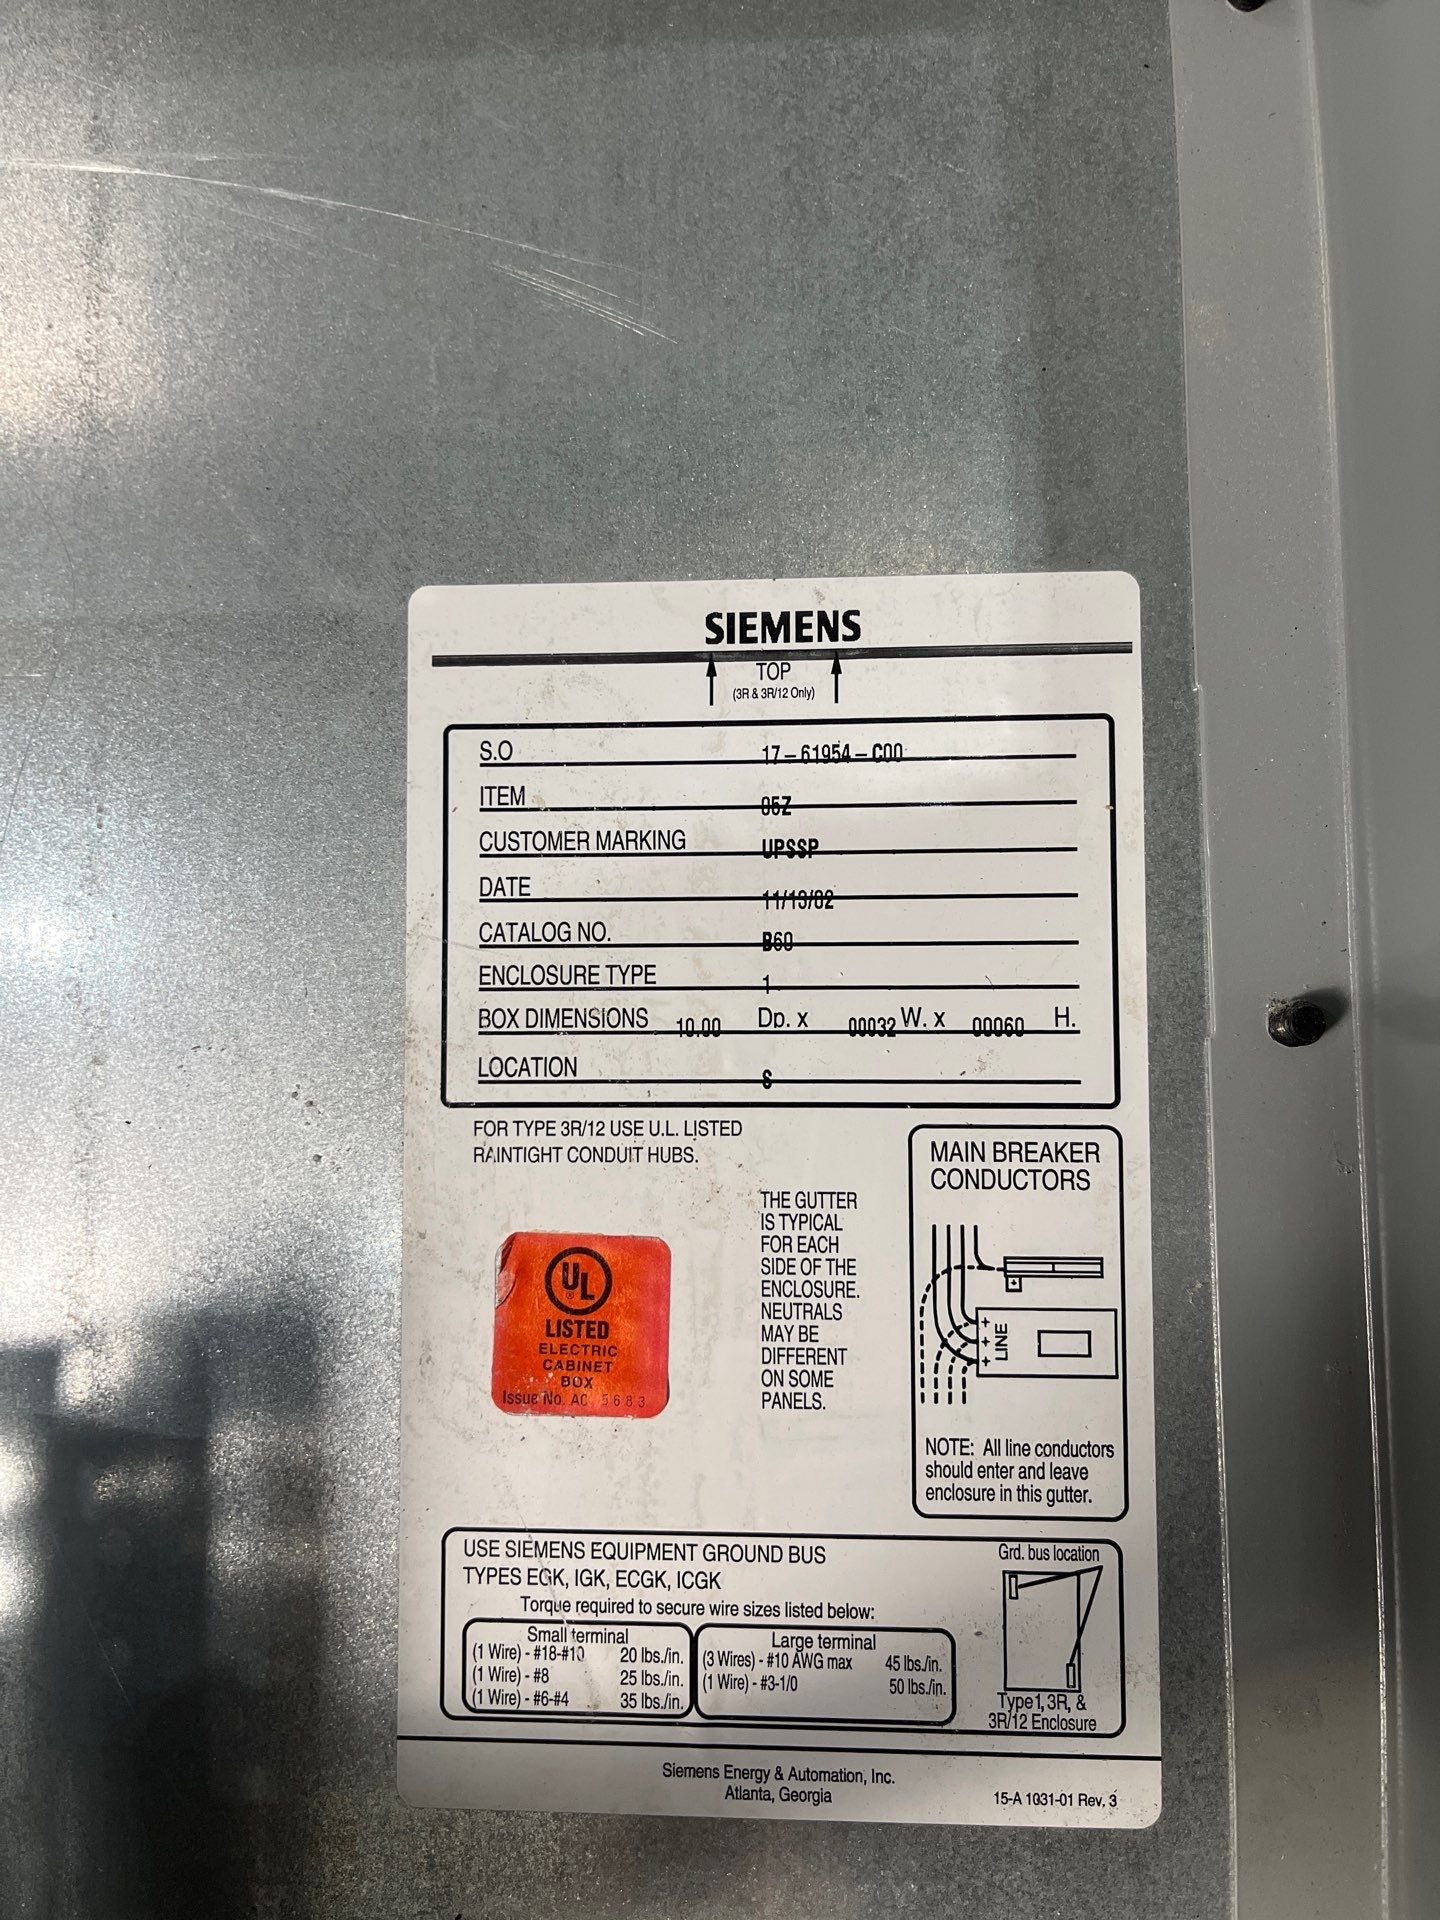 SIEMENS
TOP
(3R & 3R/12 Only)
S.O 17-61954-C00
ITEM 05Z
CUSTOMER MARKING UPSSP
DATE 11/13/02
CATALOG NO. B60
ENCLOSURE TYPE 1
BOX DIMENSIONS 10.00 Dp. x 00032 W. x 00060 H.
LOCATION S
FOR TYPE 3R/12 USE U.L. LISTED
RAINTIGHT CONDUIT HUBS.
UL
®
LISTED
ELECTRIC
CABINET
BOX
Issue No. AC 5683
THE GUTTER
IS TYPICAL
FOR EACH
SIDE OF THE
ENCLOSURE.
NEUTRALS
MAY BE
DIFFERENT
ON SOME
PANELS.
MAIN BREAKER
CONDUCTORS
LINE
NOTE: All line conductors
should enter and leave
enclosure in this gutter.
USE SIEMENS EQUIPMENT GROUND BUS
TYPES EGK, IGK, ECGK, ICGK
Torque required to secure wire sizes listed below:
Small terminal
(1 Wire) - #18-#10 20 lbs./in.
(1 Wire) - #8 25 lbs./in.
(1 Wire) - #6-#4 35 lbs./in.
Large terminal
(3 Wires) - #10 AWG max 45 lbs./in.
(1 Wire) - #3-1/0 50 lbs./in.
Grd. bus location
Type 1, 3R, &
3R/12 Enclosure
Siemens Energy & Automation, Inc.
Atlanta, Georgia
15-A 1031-01 Rev. 3